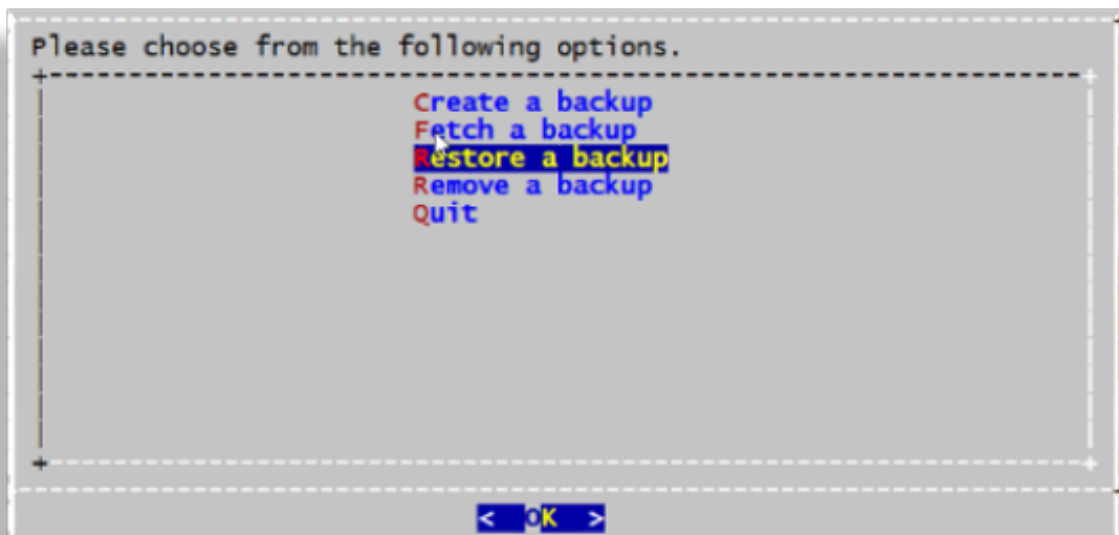 Please choose from the following options.
Create a backup
Fetch a backup
Restore a backup
Remove a backup
Quit
< OK >